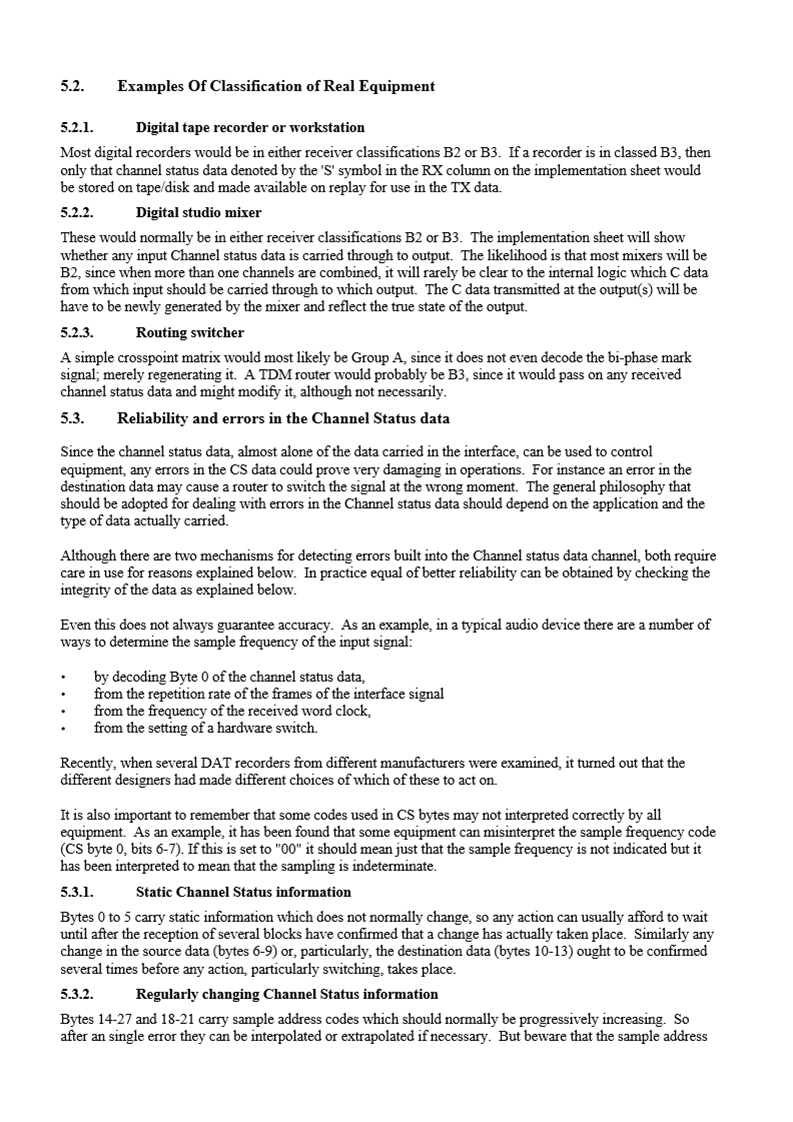 5.2. Examples Of Classification of Real Equipment
5.2.1. Digital tape recorder or workstation
Most digital recorders would be in either receiver classifications B2 or B3. If a recorder is in classed B3, then
only that channel status data denoted by the 'S' symbol in the RX column on the implementation sheet would
be stored on tape/disk and made available on replay for use in the TX data.
5.2.2. Digital studio mixer
These would normally be in either receiver classifications B2 or B3. The implementation sheet will show
whether any input Channel status data is carried through to output. The likelihood is that most mixers will be
B2, since when more than one channels are combined, it will rarely be clear to the internal logic which C data
from which input should be carried through to which output. The C data transmitted at the output(s) will be
have to be newly generated by the mixer and reflect the true state of the output.
5.2.3. Routing switcher
A simple crosspoint matrix would most likely be Group A, since it does not even decode the bi-phase mark
signal; merely regenerating it. A TDM router would probably be B3, since it would pass on any received
channel status data and might modify it, although not necessarily.
5.3. Reliability and errors in the Channel Status data
Since the channel status data, almost alone of the data carried in the interface, can be used to control
equipment, any errors in the CS data could prove very damaging in operations. For instance an error in the
destination data may cause a router to switch the signal at the wrong moment. The general philosophy that
should be adopted for dealing with errors in the Channel status data should depend on the application and the
type of data actually carried.
Although there are two mechanisms for detecting errors built into the Channel status data channel, both require
care in use for reasons explained below. In practice equal of better reliability can be obtained by checking the
integrity of the data as explained below.
Even this does not always guarantee accuracy. As an example, in a typical audio device there are a number of
ways to determine the sample frequency of the input signal:
• by decoding Byte 0 of the channel status data,
• from the repetition rate of the frames of the interface signal
• from the frequency of the received word clock,
• from the setting of a hardware switch.
Recently, when several DAT recorders from different manufacturers were examined, it turned out that the
different designers had made different choices of which of these to act on.
It is also important to remember that some codes used in CS bytes may not interpreted correctly by all
equipment. As an example, it has been found that some equipment can misinterpret the sample frequency code
(CS byte 0, bits 6-7). If this is set to "00" it should mean just that the sample frequency is not indicated but it
has been interpreted to mean that the sampling is indeterminate.
5.3.1. Static Channel Status information
Bytes 0 to 5 carry static information which does not normally change, so any action can usually afford to wait
until after the reception of several blocks have confirmed that a change has actually taken place. Similarly any
change in the source data (bytes 6-9) or, particularly, the destination data (bytes 10-13) ought to be confirmed
several times before any action, particularly switching, takes place.
5.3.2. Regularly changing Channel Status information
Bytes 14-27 and 18-21 carry sample address codes which should normally be progressively increasing. So
after an single error they can be interpolated or extrapolated if necessary. But beware that the sample address